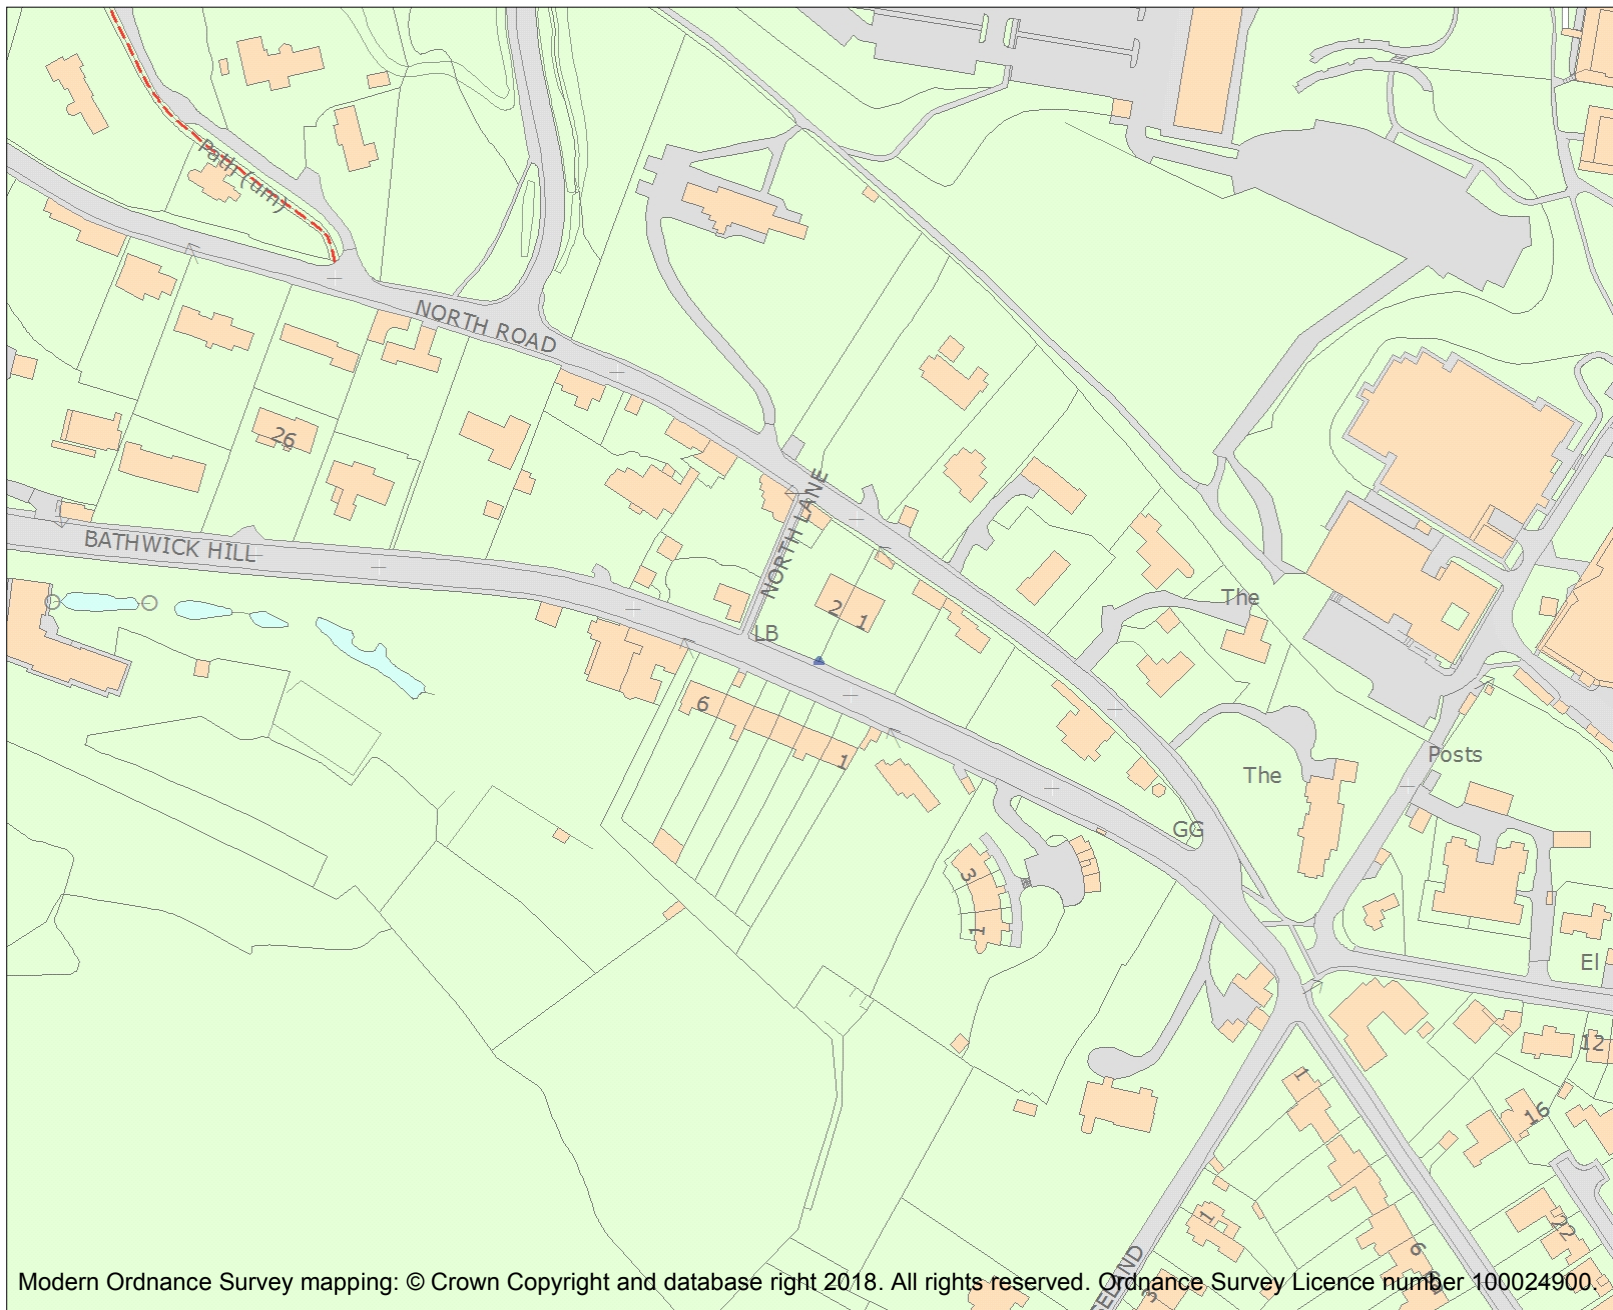 Path (um)
NORTH ROAD
26
NORTH LANE
BATHWICK HILL
The
2
1
LB
6
1
Posts
The
GG
3
1
El
12
1
16
1
22
6
3
Modern Ordnance Survey mapping: © Crown Copyright and database right 2018. All rights reserved. Ordnance Survey Licence number 100024900.